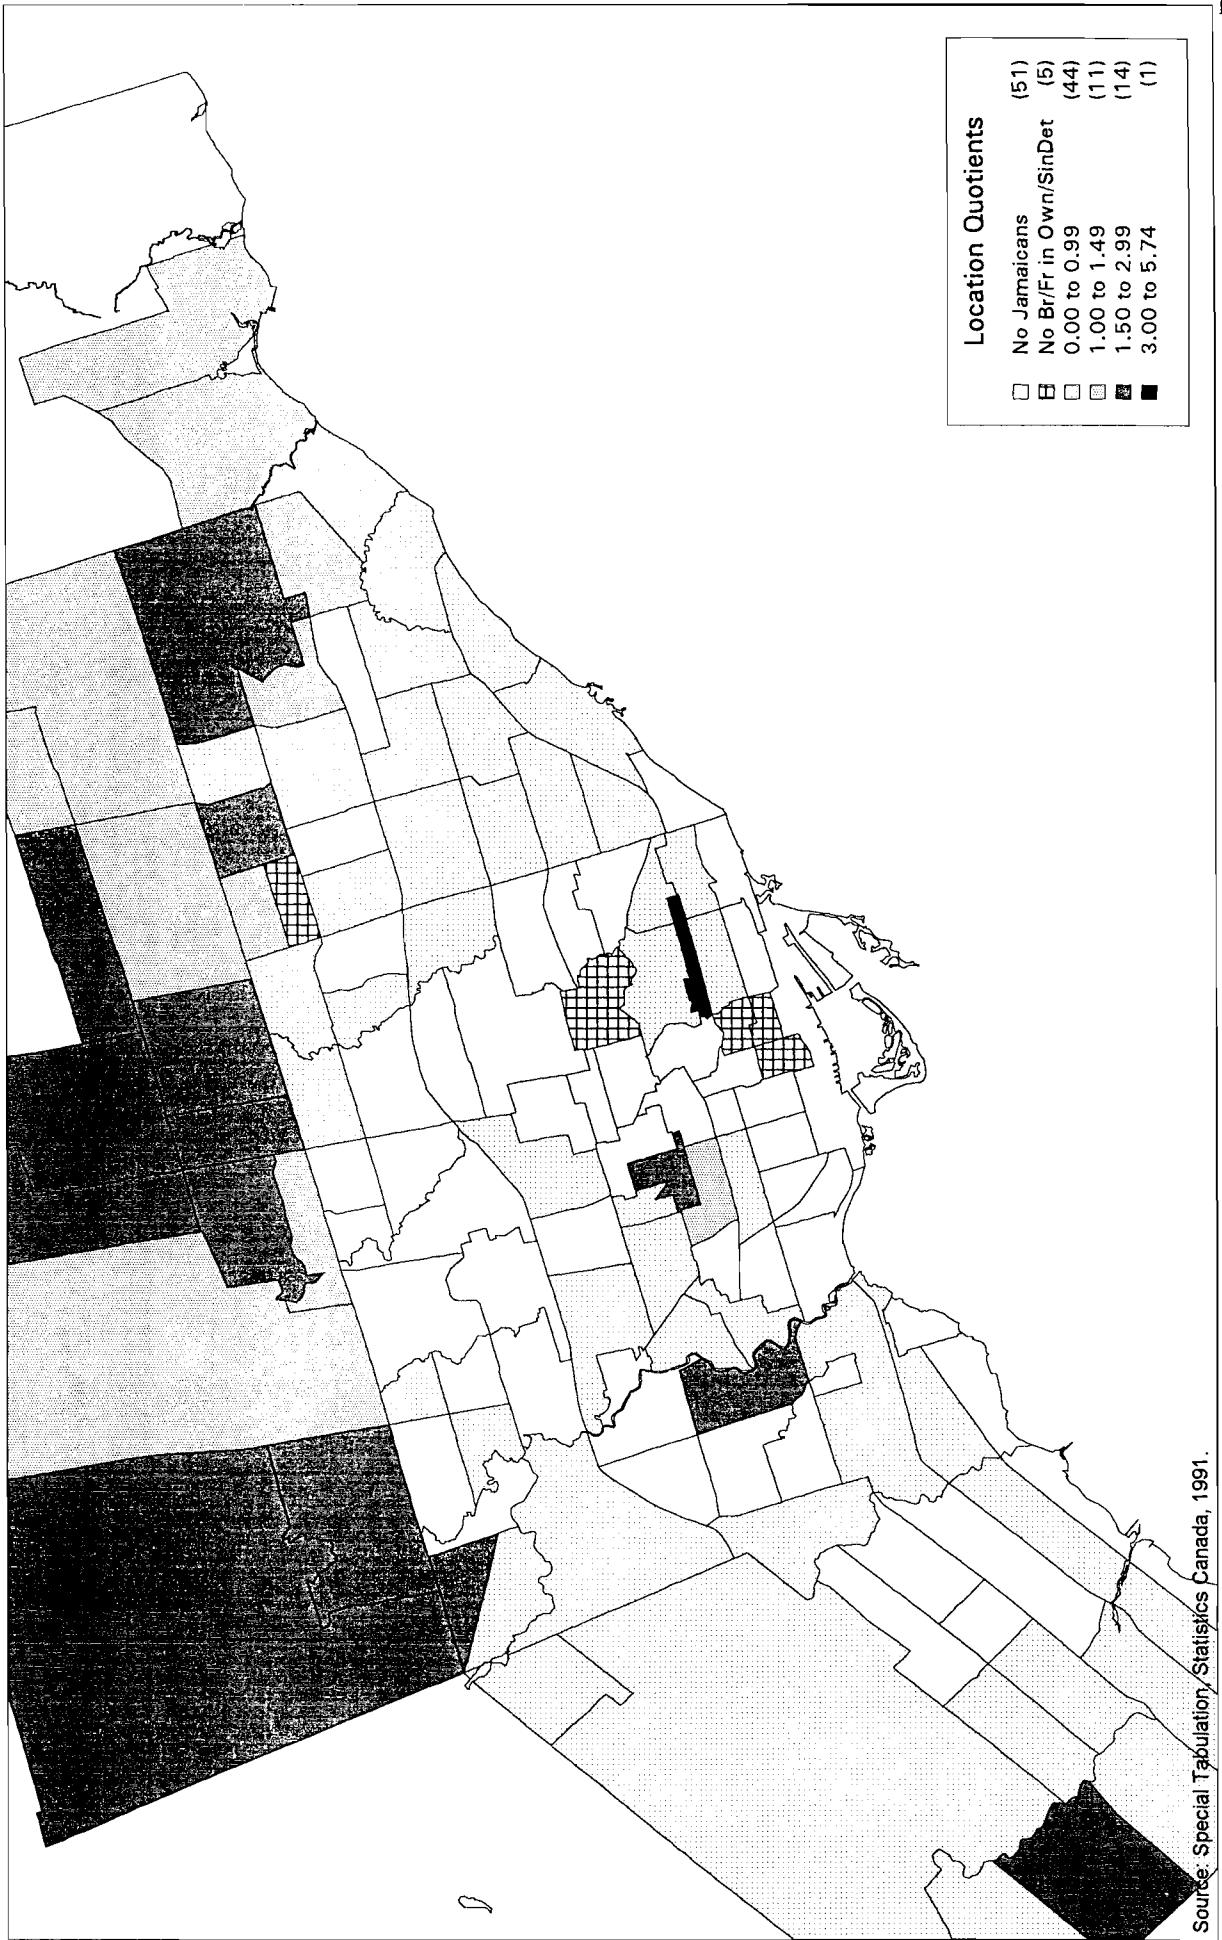 Location Quotients
No Jamaicans (51)
No Br/Fr in Own/SinDet (5)
0.00 to 0.99 (44)
1.00 to 1.49 (11)
1.50 to 2.99 (14)
3.00 to 5.74 (1)
Source: Special Tabulation, Statistics Canada, 1991.